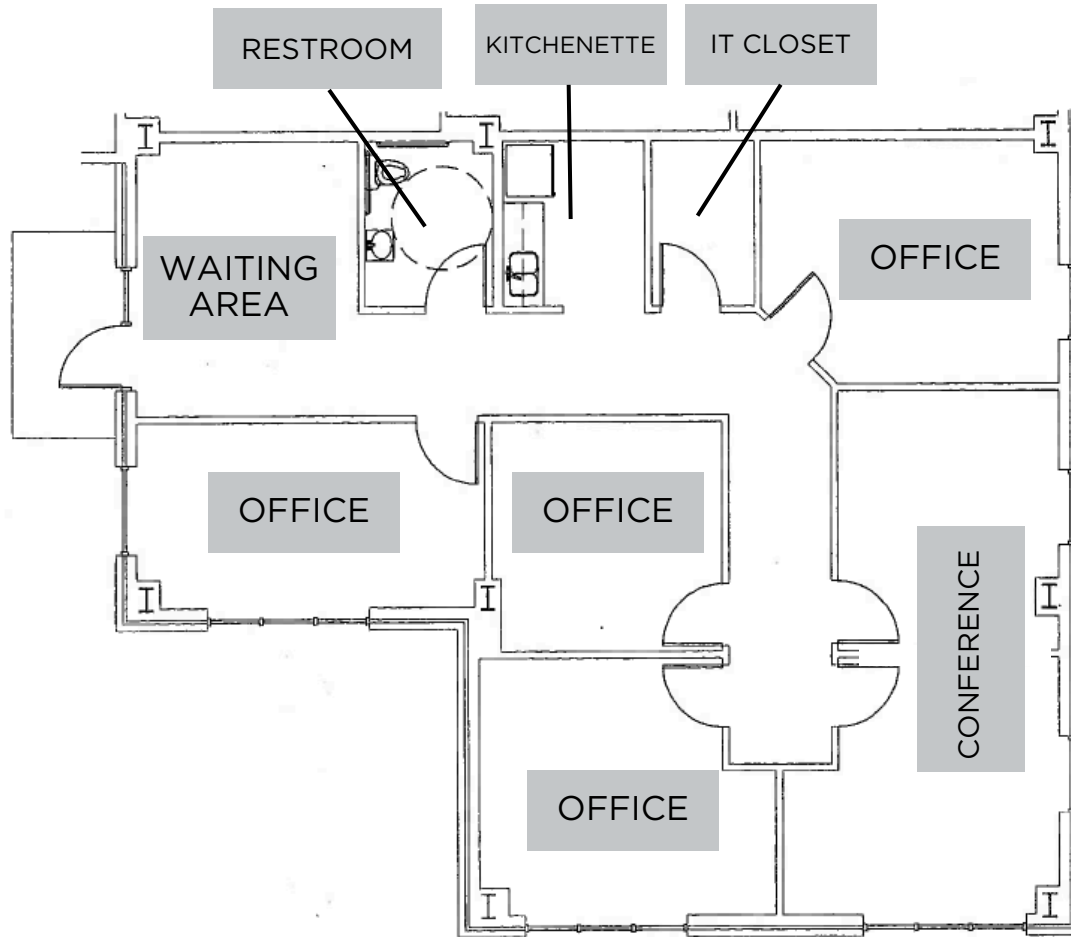 RESTROOM
KITCHENETTE
IT CLOSET
WAITING
AREA
OFFICE
OFFICE
OFFICE
CONFERENCE
OFFICE